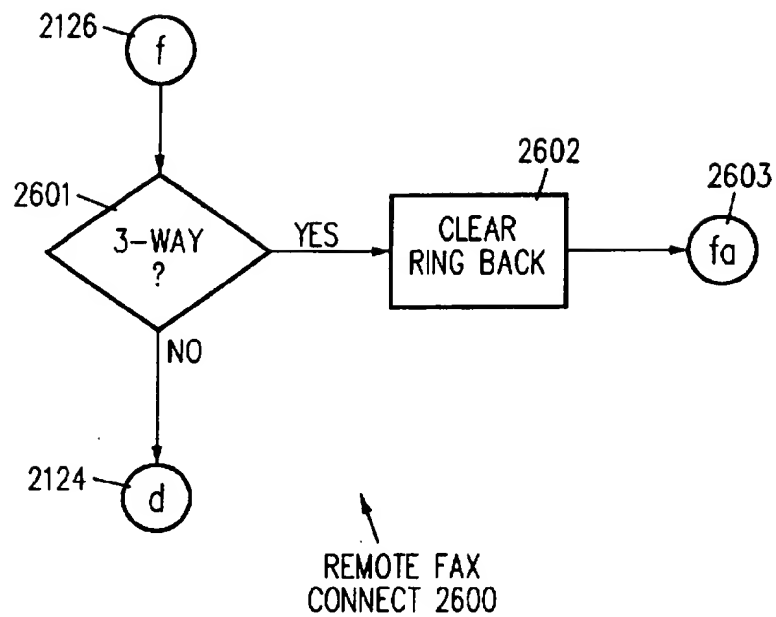 2126
f
2601
3-WAY
?
YES
2602
CLEAR
RING BACK
2603
fa
NO
2124
d
REMOTE FAX
CONNECT 2600